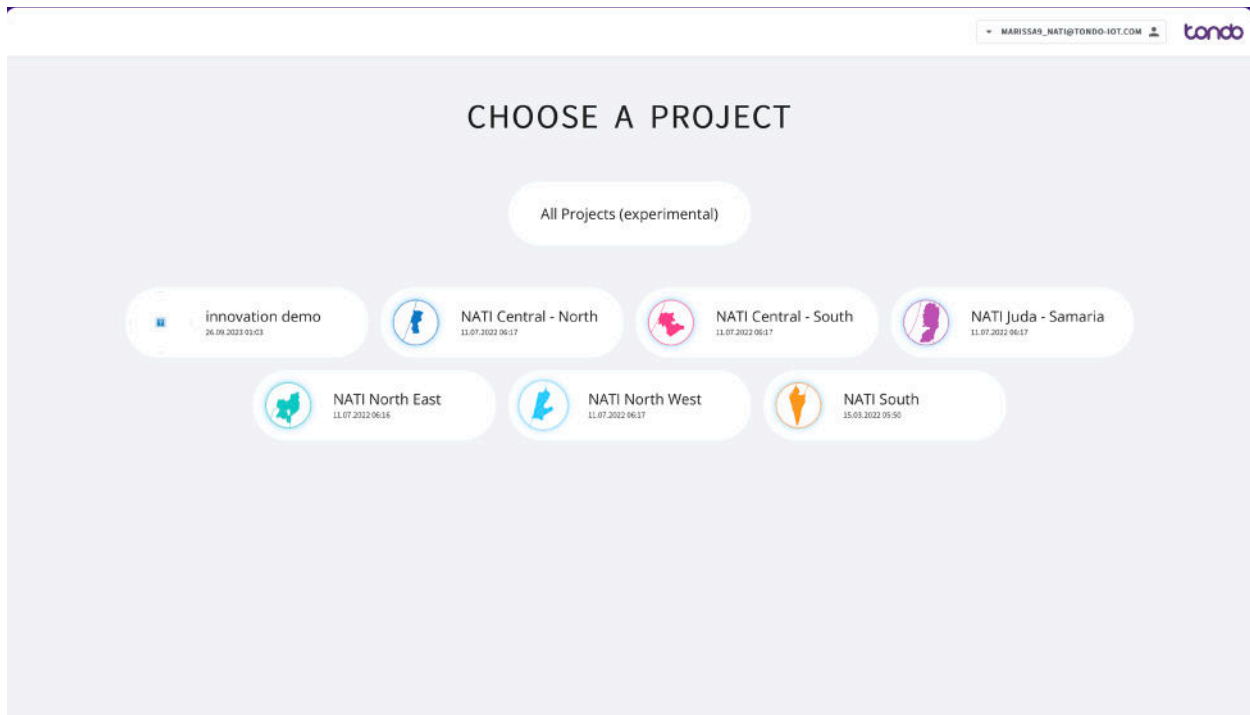 MARISSA9_NATI@TONDO-IOT.COM
tondo
CHOOSE A PROJECT
All Projects (experimental)
innovation demo
26.09.2023 01:03
NATI Central - North
11.07.2022 06:17
NATI Central - South
11.07.2022 06:17
NATI Juda - Samaria
11.07.2022 06:17
NATI North East
11.07.2022 06:16
NATI North West
11.07.2022 06:17
NATI South
15.03.2022 05:50